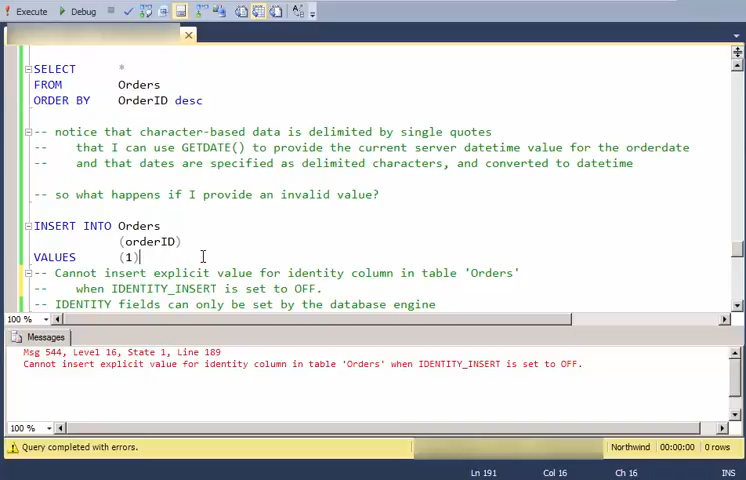 Execute Debug
SELECT *
FROM Orders
ORDER BY OrderID desc
-- notice that character-based data is delimited by single quotes
-- that I can use GETDATE() to provide the current server datetime value for the orderdate
-- and that dates are specified as delimited characters, and converted to datetime
-- so what happens if I provide an invalid value?
INSERT INTO Orders
(orderID)
VALUES (1)
-- Cannot insert explicit value for identity column in table 'Orders'
-- when IDENTITY_INSERT is set to OFF.
-- IDENTITY fields can only be set by the database engine
100 %
Messages
Msg 544, Level 16, State 1, Line 189
Cannot insert explicit value for identity column in table 'Orders' when IDENTITY_INSERT is set to OFF.
100 %
Query completed with errors. Northwind 00:00:00 0 rows
Ln 191 Col 16 Ch 16 INS